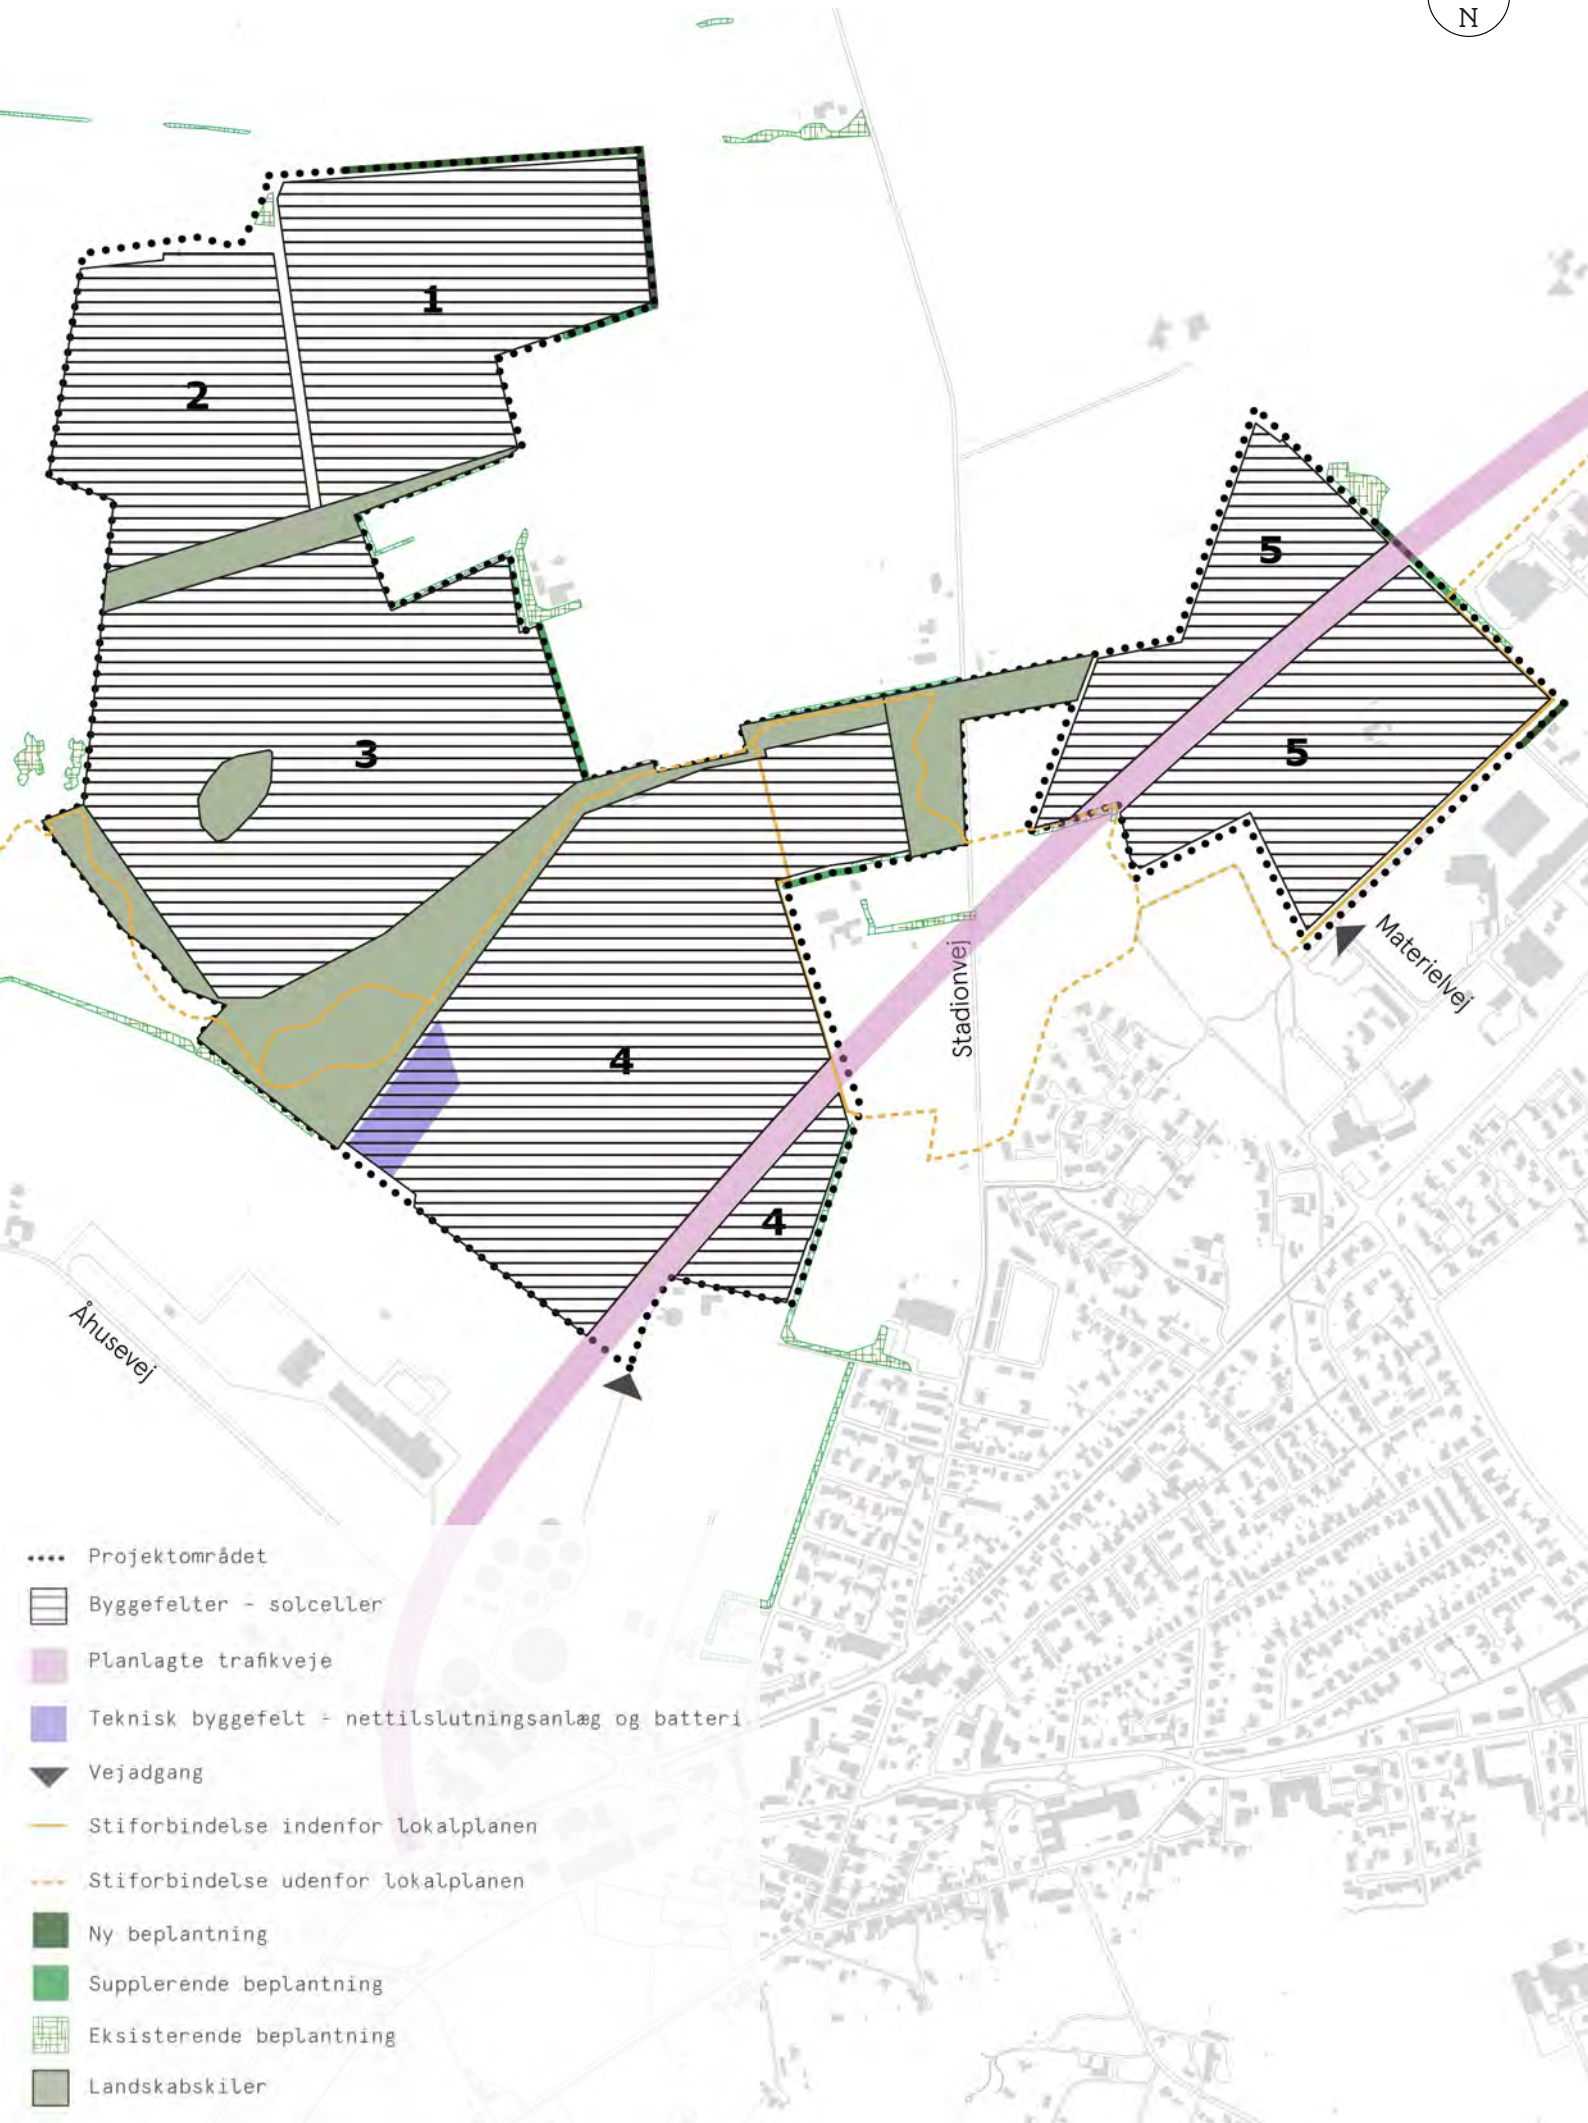 N
1
2
5
3
5
Materielvej
Stadionvej
4
4
Åhusevej
Projektområdet
Byggefelter - solceller
Planlagte trafikveje
Teknisk byggefelt - nettilslutningsanlæg og batteri
Vejadgang
Stiforbindelse indenfor lokalplanen
Stiforbindelse udenfor lokalplanen
Ny beplantning
Supplerende beplantning
Eksisterende beplantning
Landskabskiler